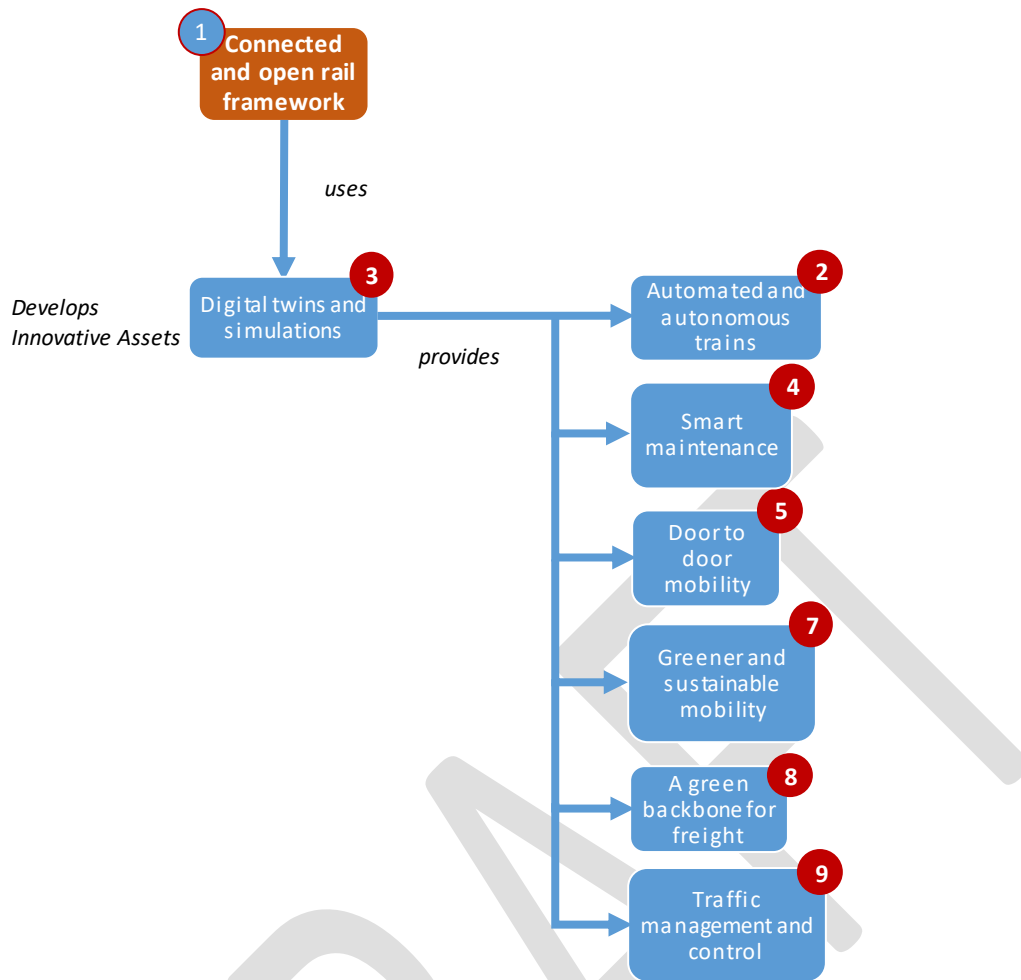 1
Connected
and open rail
framework
uses
3
Digital twins and
simulations
Develops
Innovative Assets
provides
2
Automated and
autonomous
trains
4
Smart
maintenance
5
Door to
door
mobility
7
Greener and
sustainable
mobility
8
A green
backbone for
freight
9
Traffic
management and
control